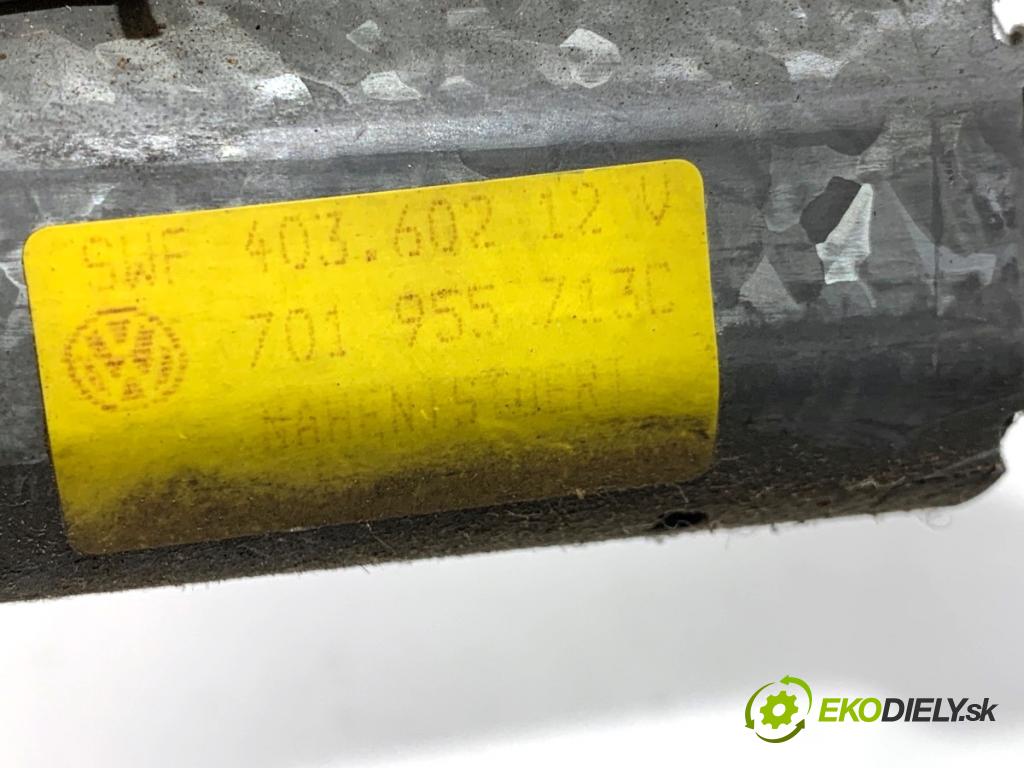 SWF 403.602 12 V
701 955 713C
EKODIELY.sk